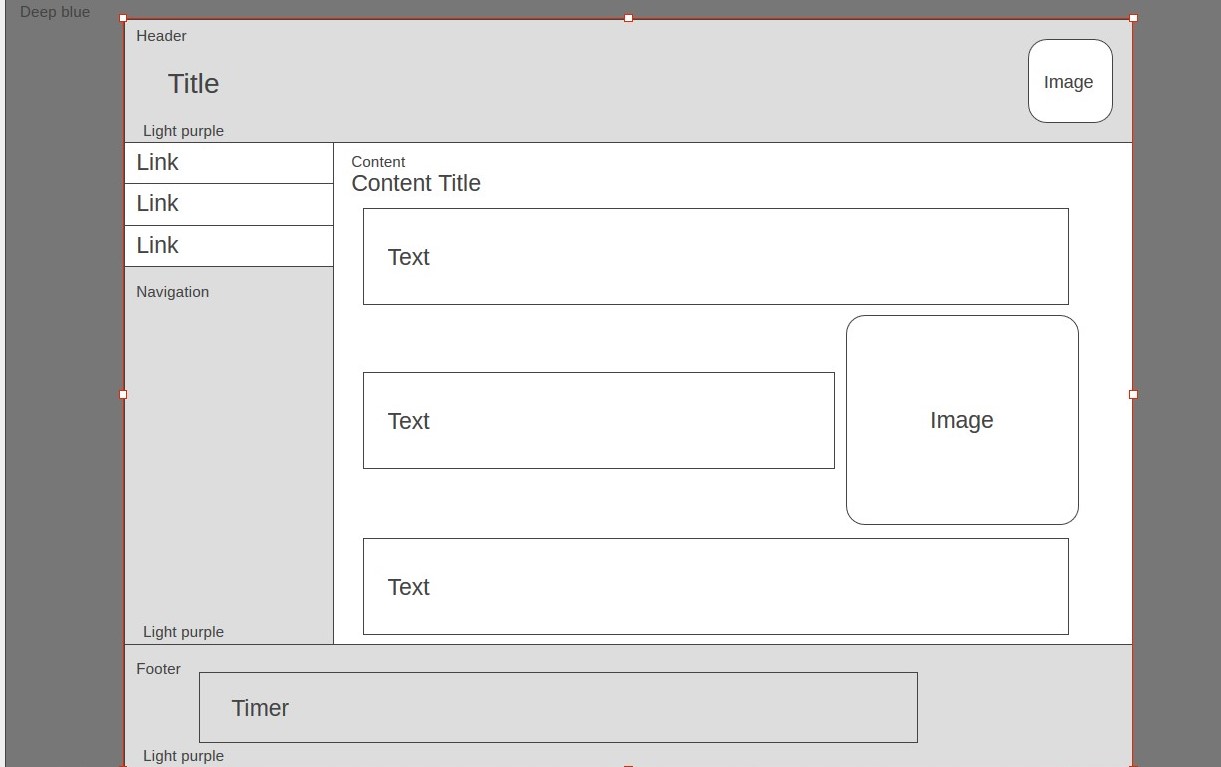 Deep blue
Header
Title
Image
Light purple
Link
Link
Link
Navigation
Light purple
Content
Content Title
Text
Text
Image
Text
Footer
Timer
Light purple